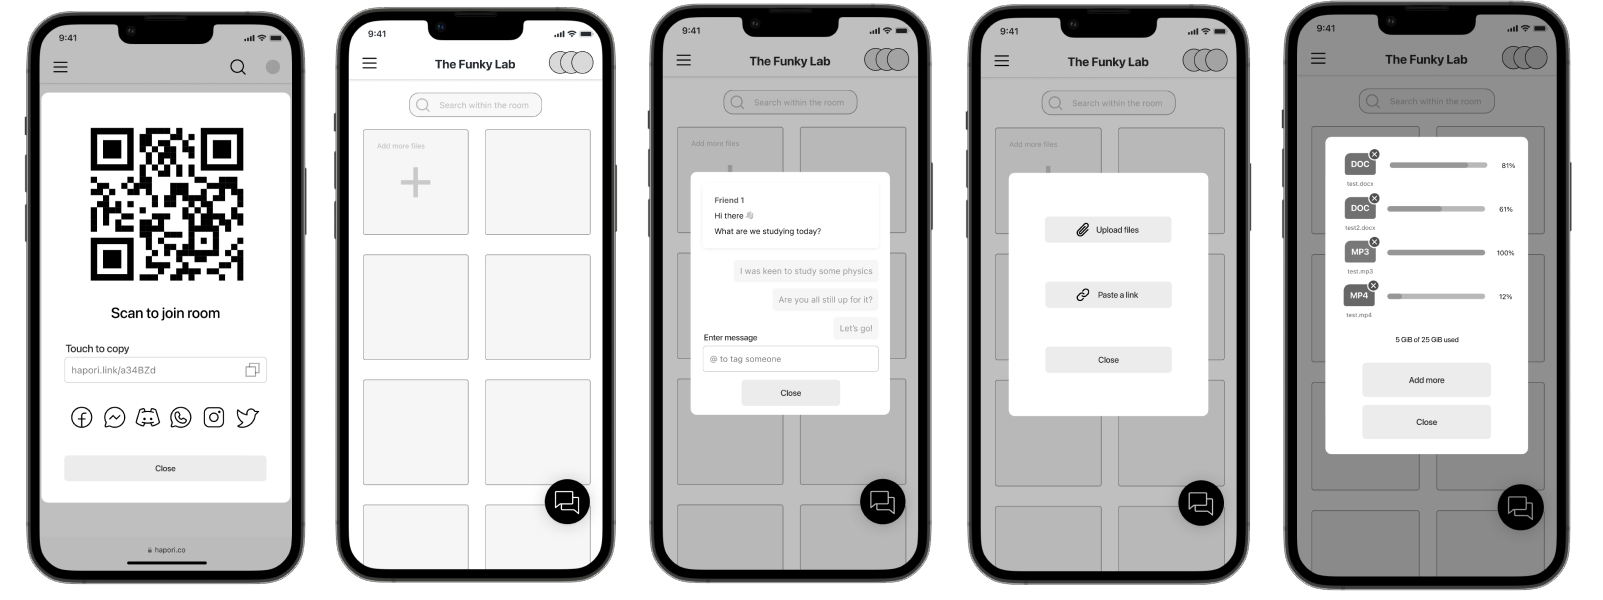 9:41
Scan to join room
Touch to copy
hapori.link/a34BZd
Close
hapori.co
9:41
The Funky Lab
Search within the room
Add more files
9:41
The Funky Lab
Search within the room
Add more files
Friend 1
Hi there 👋
What are we studying today?
I was keen to study some physics
Are you all still up for it?
Let's go!
Enter message
@ to tag someone
Close
9:41
The Funky Lab
Search within the room
Add more files
Upload files
Paste a link
Close
9:41
The Funky Lab
Search within the room
DOC 81%
test.docx
DOC 61%
test2.docx
MP3 100%
test.mp3
MP4 12%
test.mp4
5 GiB of 25 GiB used
Add more
Close